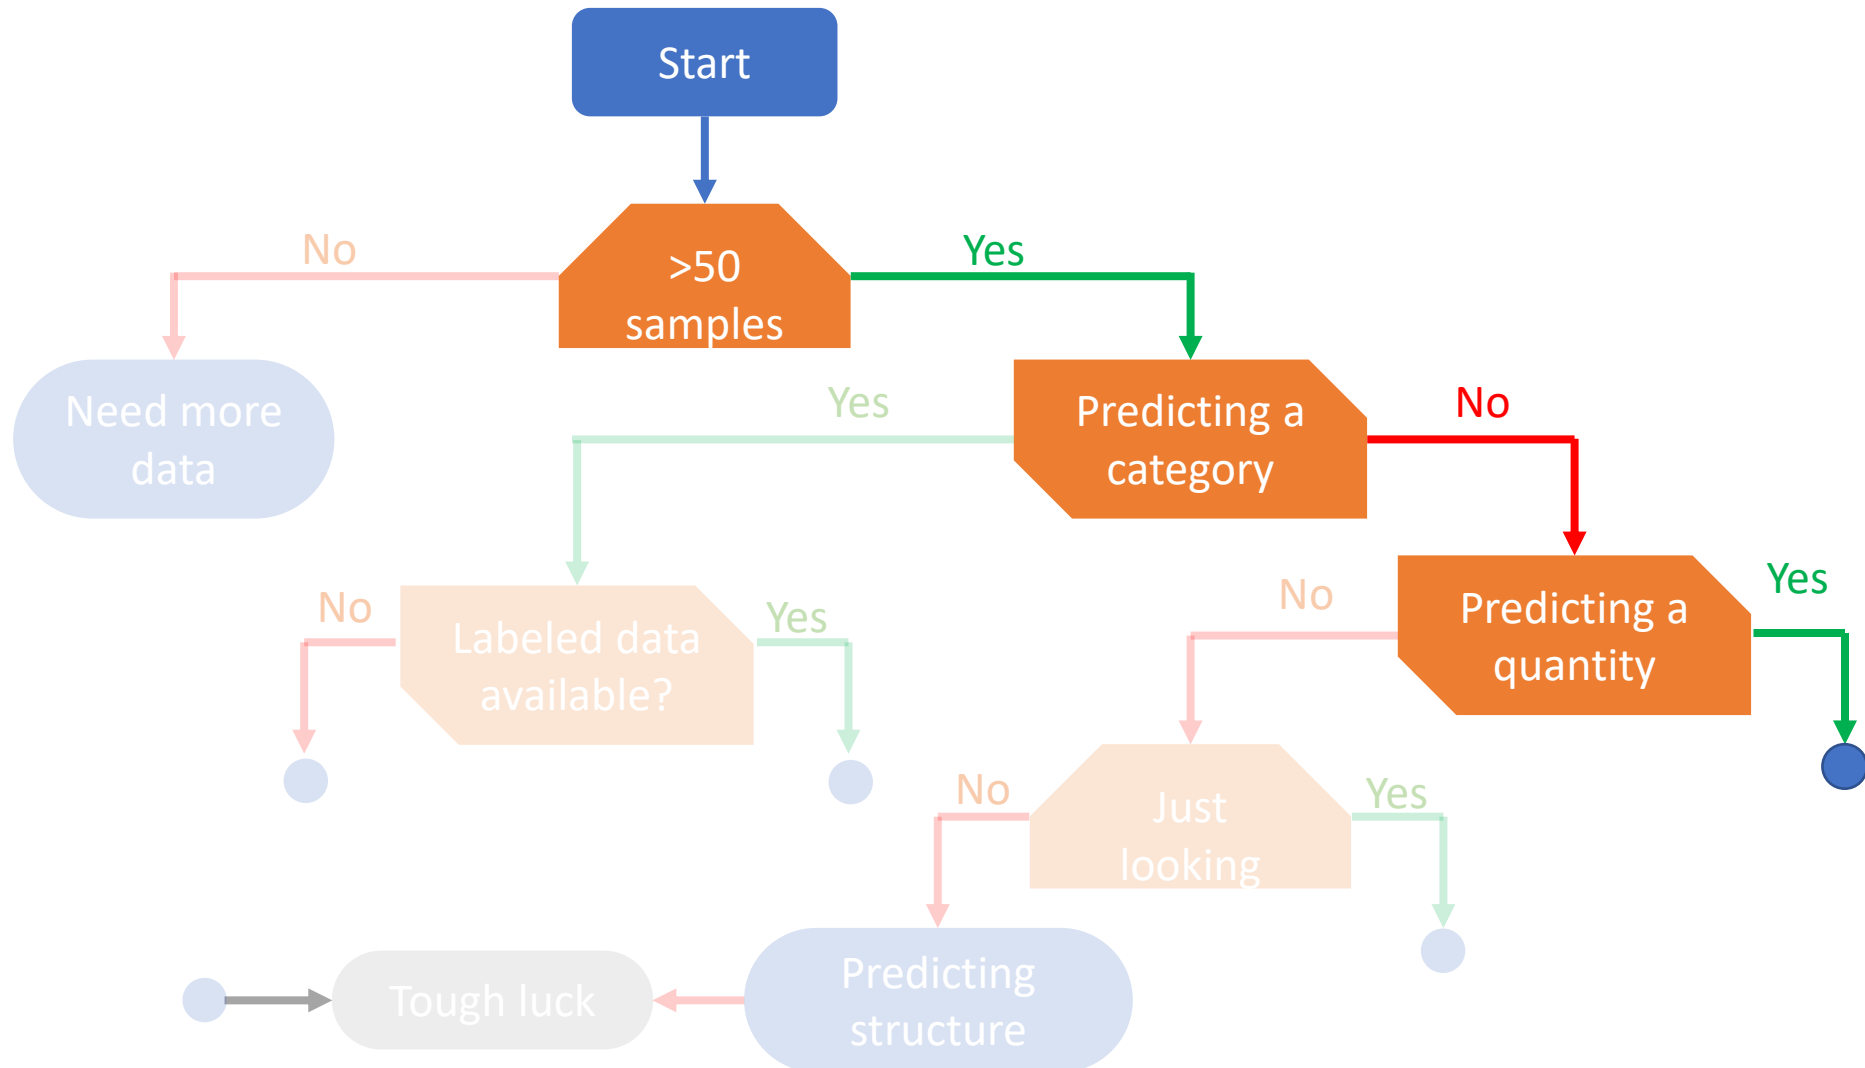 Start
No
>50
samples
Yes
Need more
data
Yes
Predicting a
category
No
No
Labeled data
available?
Yes
No
Predicting a
quantity
Yes
No
Just
looking
Yes
Tough luck
Predicting
structure